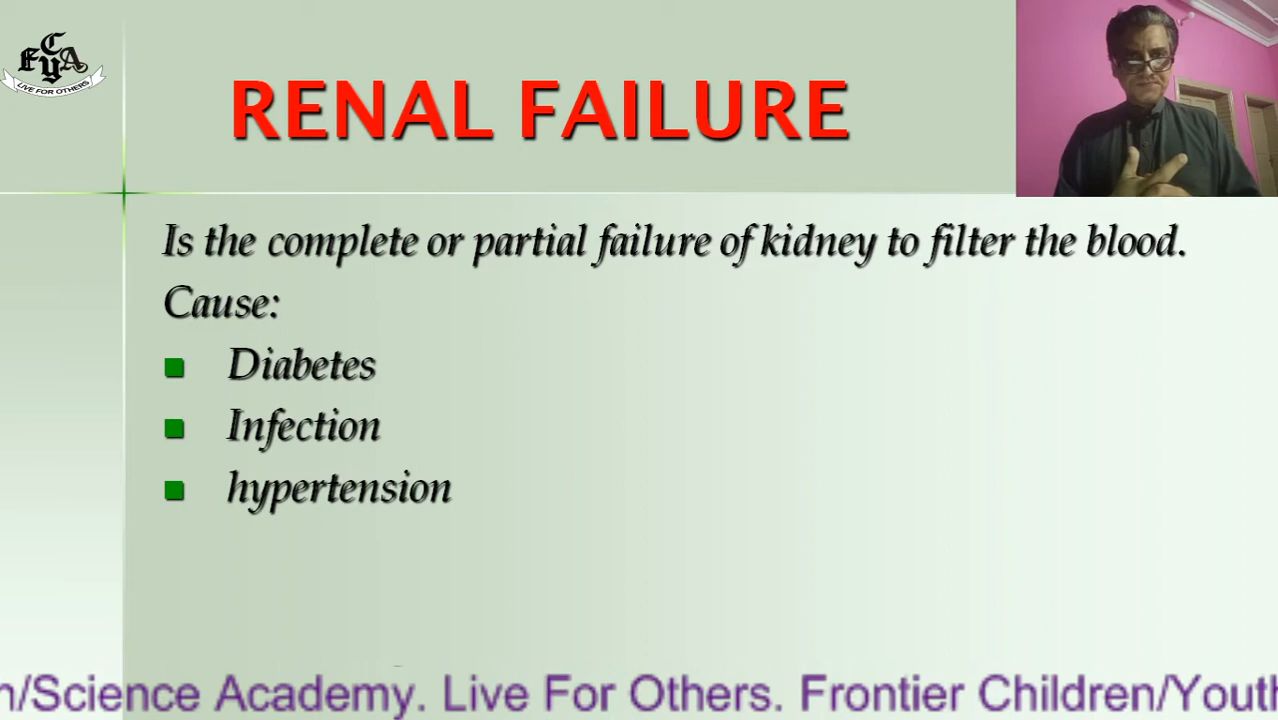 FCYA
LIVE FOR OTHERS
RENAL FAILURE
Is the complete or partial failure of kidney to filter the blood.
Cause:
Diabetes
Infection
hypertension
n/Science Academy. Live For Others. Frontier Children/Youth